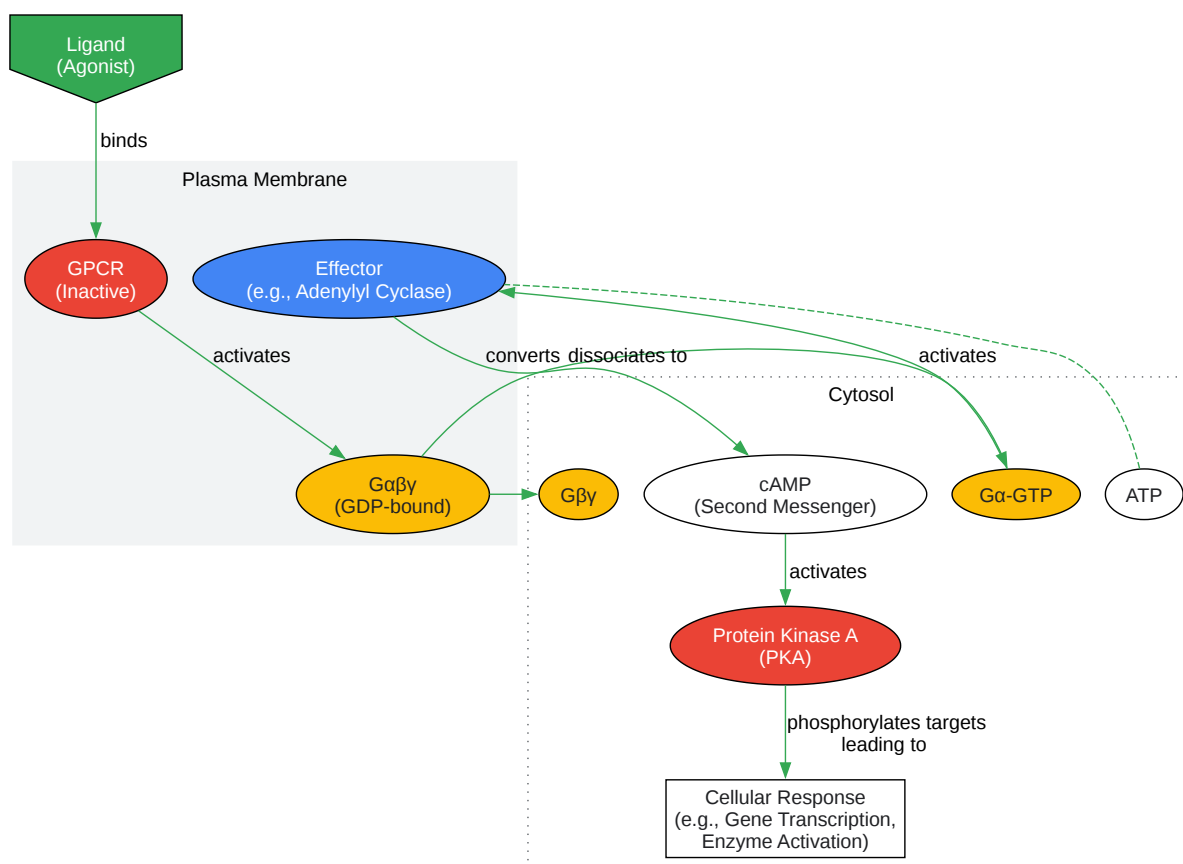 Ligand
(Agonist)
binds
Plasma Membrane
GPCR
(Inactive)
Effector
(e.g., Adenylyl Cyclase)
activates
converts
dissociates to
activates
Cytosol
Gαβγ
(GDP-bound)
Gβγ
cAMP
(Second Messenger)
Gα-GTP
ATP
activates
Protein Kinase A
(PKA)
phosphorylates targets
leading to
Cellular Response
(e.g., Gene Transcription,
Enzyme Activation)